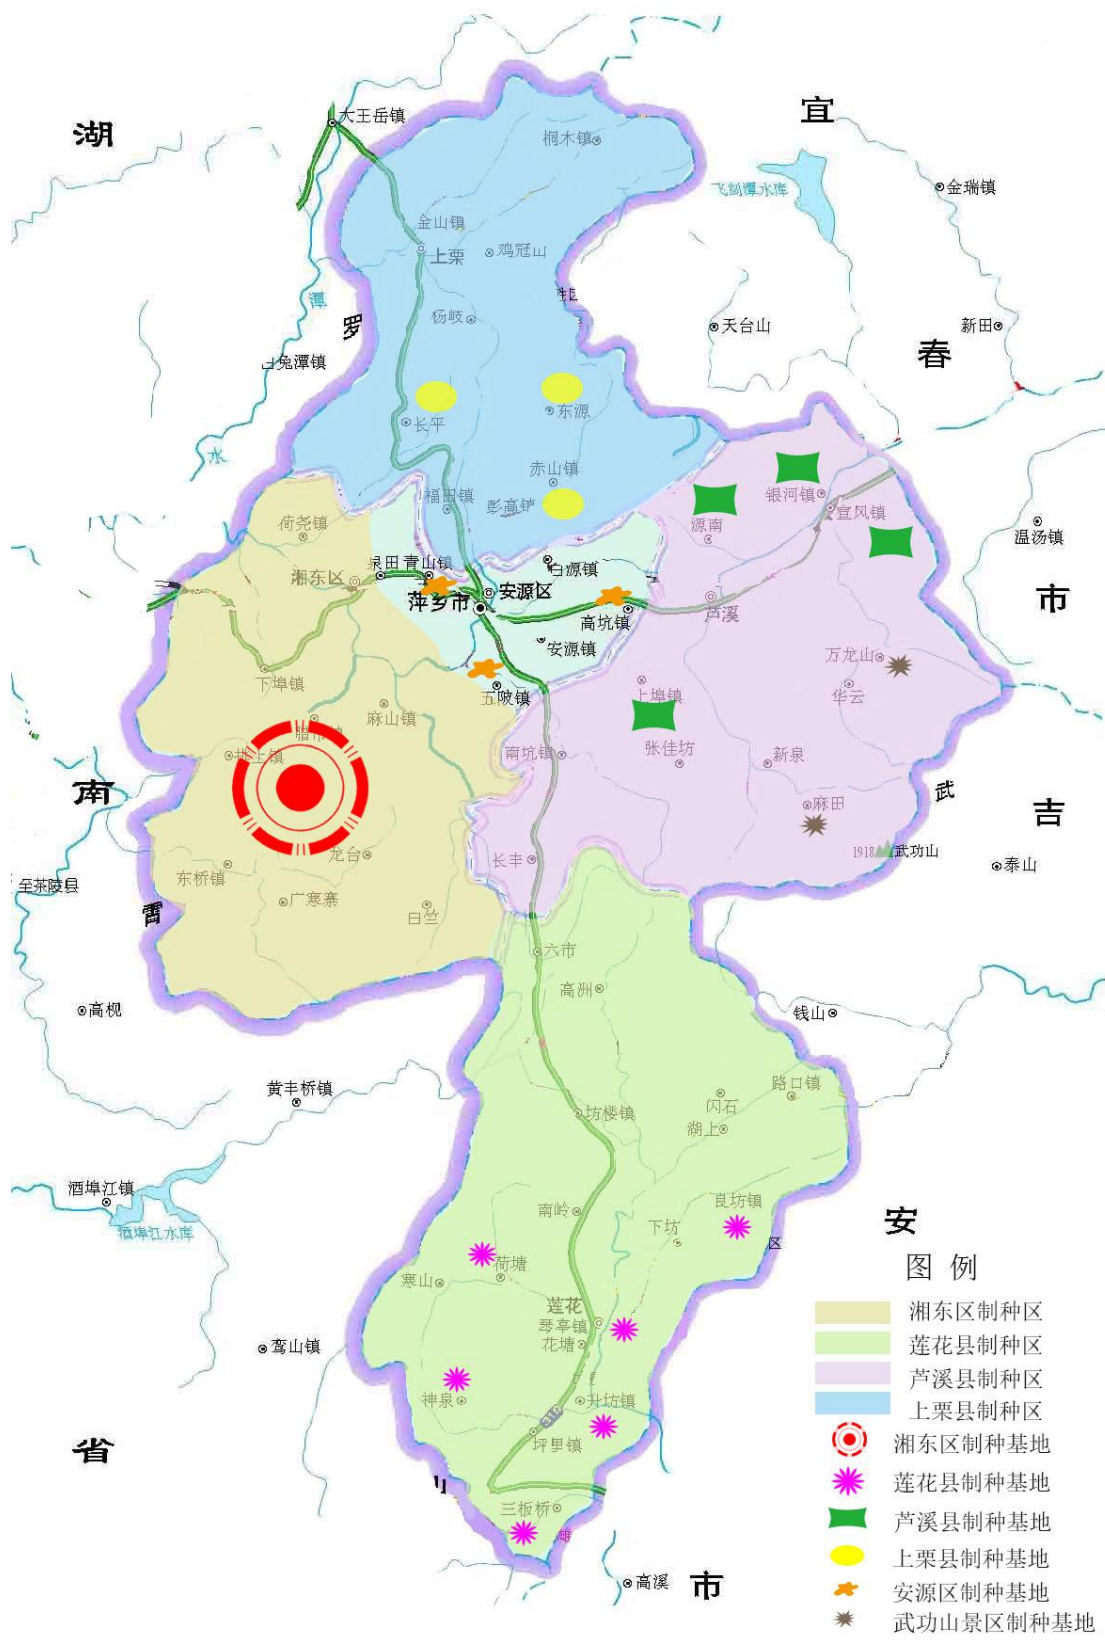 大王岳镇
湖
宜
桐木镇
飞剑潭水库
金瑞镇
金山镇
上栗
鸡冠山
潭
杨岐
罗
天台山
新田
春
兔潭镇
长平
东源
水
赤山镇
福田镇
银河镇
宣风镇
荷尧镇
源南
温汤镇
泉田
青山镇
白源镇
湘东区
安源区
萍乡市
高坑镇
芦溪
市
安源镇
万龙山
下埠镇
五陂镇
上埠镇
华云
麻山镇
南坑镇
张佳坊
新泉
南
武
麻田
吉
长丰
龙台
1918
武功山
泰山
东桥镇
至茶陵县
广寒寨
白竺
霄
六市
高洲
高枧
钱山
黄丰桥镇
路口镇
闪石
坊楼镇
湖上
酒埠江镇
良坊镇
南岭
下坊
安
酒埠江水库
区
荷塘
寒山
莲花
琴亭镇
花塘
鸾山镇
神泉
升坊镇
坪里镇
省
三板桥
高溪
市
图 例
湘东区制种区
莲花县制种区
芦溪县制种区
上栗县制种区
湘东区制种基地
莲花县制种基地
芦溪县制种基地
上栗县制种基地
安源区制种基地
武功山景区制种基地